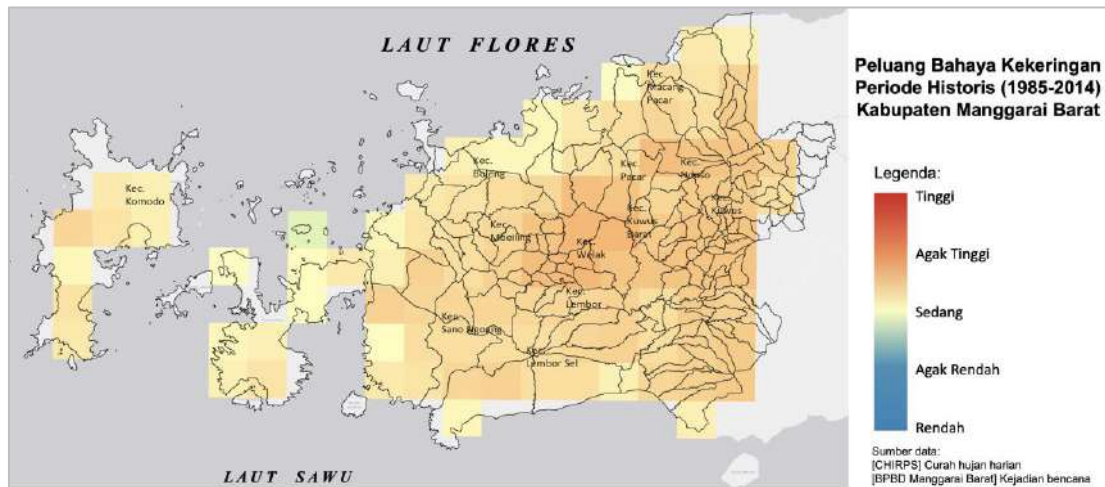 LAUT FLORES
Peluang Bahaya Kekeringan
Periode Historis (1985-2014)
Kabupaten Manggarai Barat
Kec.
Macang
Pacar
Kec.
Boleng
Kec.
Pacar
Kec.
Ndoso
Kec.
Komodo
Kec.
Kuwus
Barat
Kec.
Kuwus
Kec.
Mbeliling
Kec.
Welak
Kec.
Lembor
Kec.
Sano Nggoang
Kec.
Lembor Sel
LAUT SAWU
Legenda:
Tinggi
Agak Tinggi
Sedang
Agak Rendah
Rendah
Sumber data:
[CHIRPS] Curah hujan harian
[BPBD Manggarai Barat] Kejadian bencana